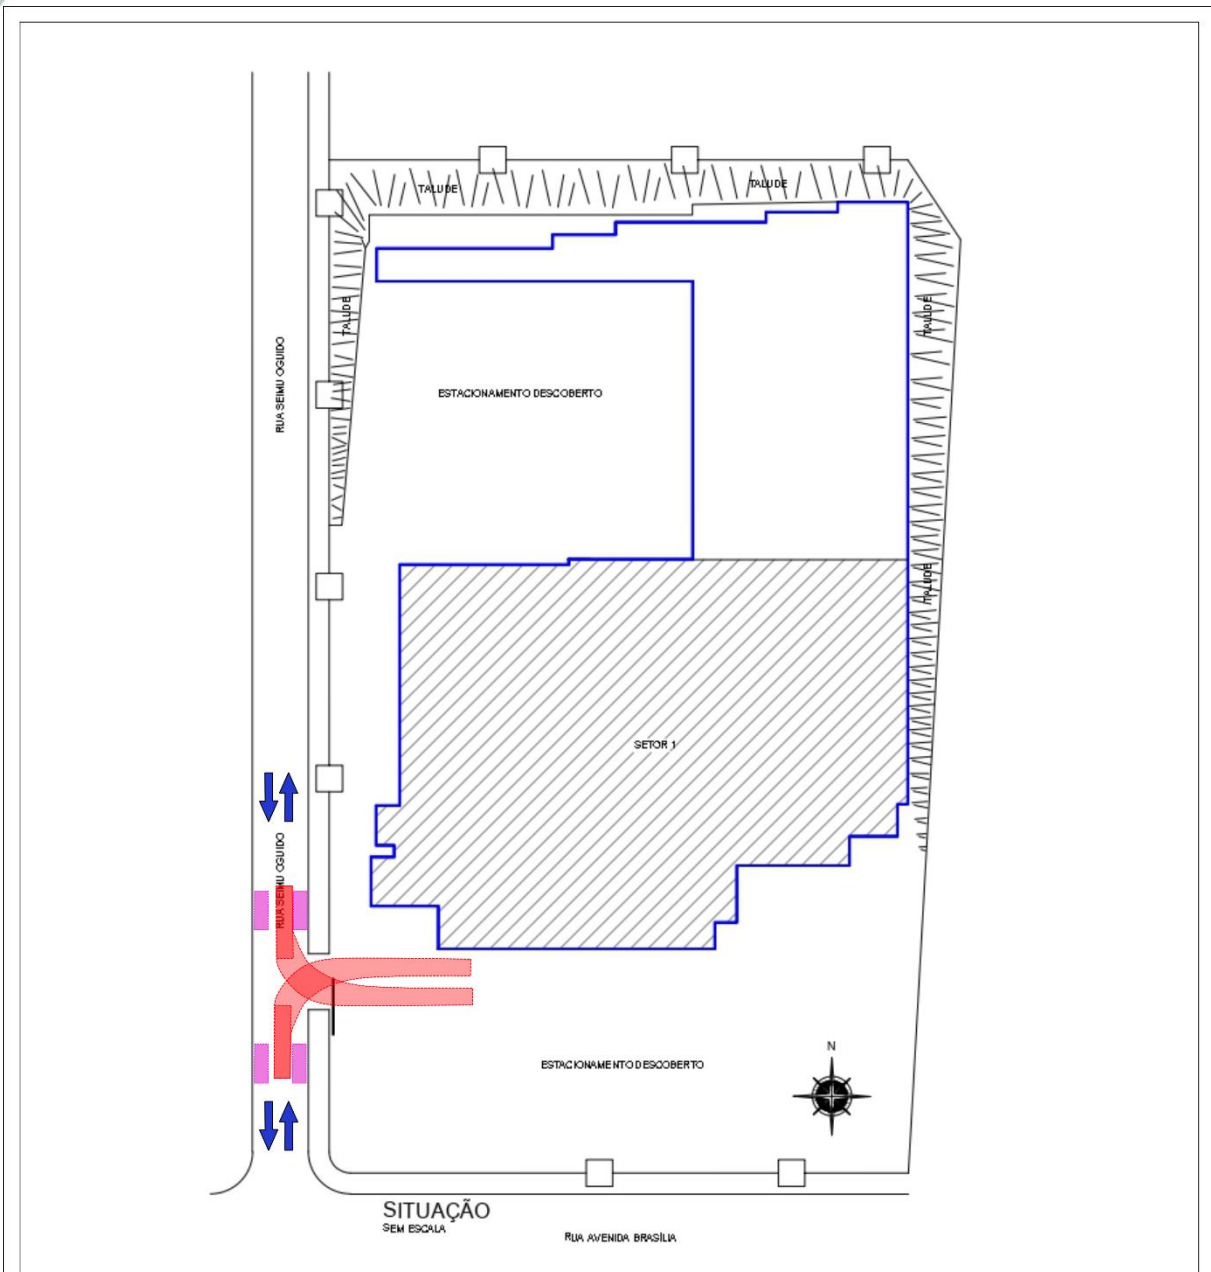 TALUDE
TALUDE
TALUDE
TALUDE
RUA SEIMU OGUIDO
ESTACIONAMENTO DESCOBERTO
TALUDE
SETOR 1
RUA SEIMU OGUIDO
N
ESTACIONAMENTO DESCOBERTO
SITUAÇÃO
SEM ESCALA
RUA AVENIDA BRASÍLIA